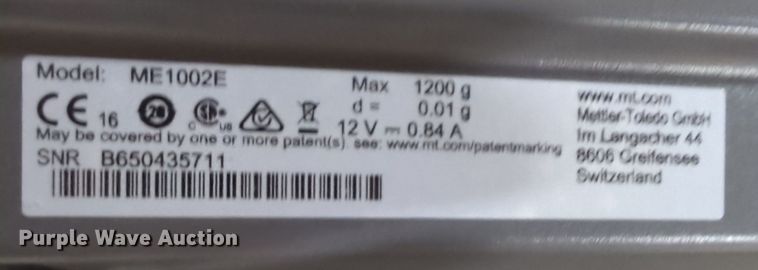 Model: ME1002E
Max 1200 g
d = 0.01 g
CE 16 20 C US
12 V ⎓ 0.84 A
May be covered by one or more patent(s). see: www.mt.com/patentmarking
SNR B650435711
www.mt.com
Mettler-Toledo GmbH
Im Langacher 44
8606 Greifensee
Switzerland
Purple Wave Auction